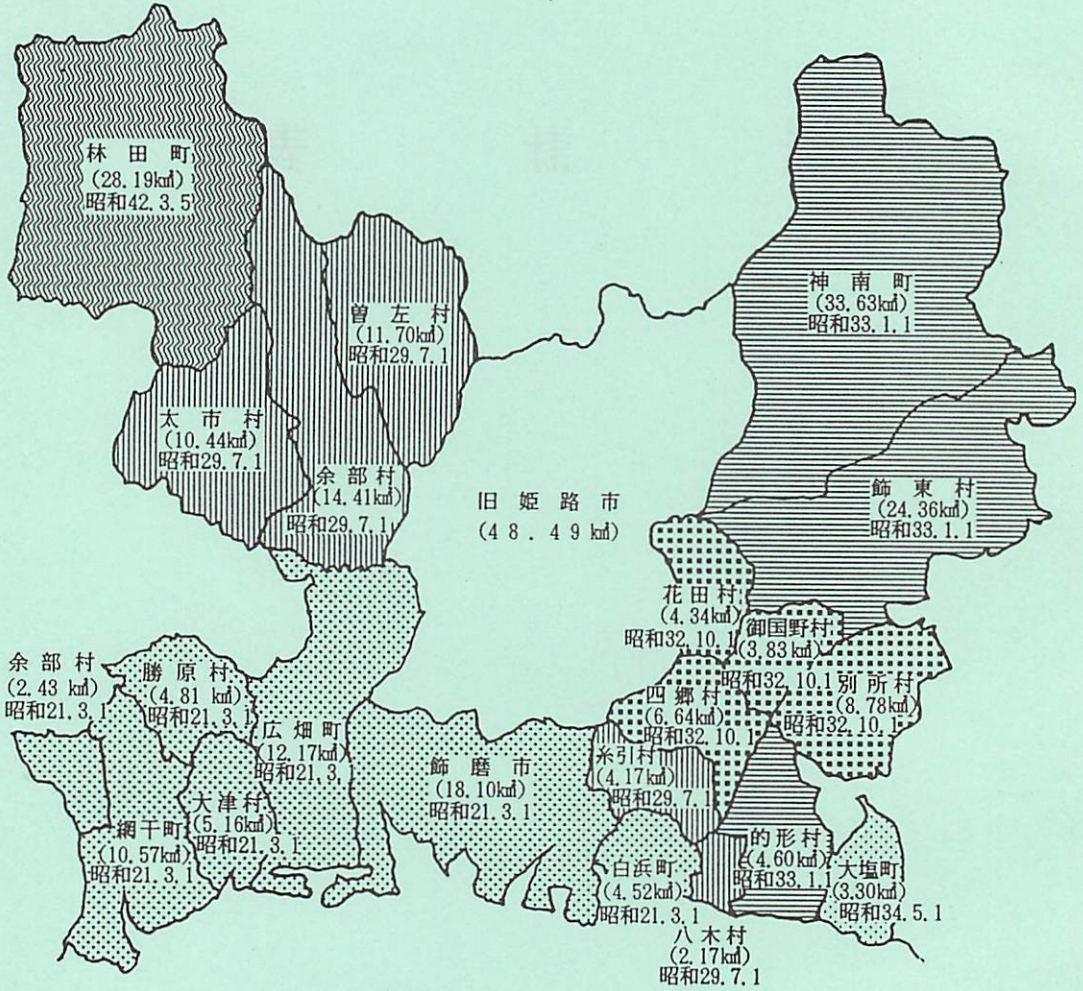 林田町
(28.19㎢)
昭和42.3.5
神南町
(33.63㎢)
昭和33.1.1
曽左村
(11.70㎢)
昭和29.7.1
太市村
(10.44㎢)
昭和29.7.1
余部村
(14.41㎢)
昭和29.7.1
旧姫路市
(48.49㎢)
飾東村
(24.36㎢)
昭和33.1.1
花田村
(4.34㎢)
昭和32.10.1
御国野村
(3.83㎢)
昭和32.10.1
別所村
(8.78㎢)
昭和32.10.1
四郷村
(6.64㎢)
昭和32.10.1
余部村
(2.43㎢)
昭和21.3.1
勝原村
(4.81㎢)
昭和21.3.1
広畑町
(12.17㎢)
昭和21.3.
飾磨市
(18.10㎢)
昭和21.3.1
糸引村
(4.17㎢)
昭和29.7.1
大津村
(5.16㎢)
昭和21.3.1
網干町
(10.57㎢)
昭和21.3.1
白浜町
(4.52㎢)
昭和21.3.1
的形村
(4.60㎢)
昭和33.1.1
大塩町
(3.30㎢)
昭和34.5.1
八木村
(2.17㎢)
昭和29.7.1